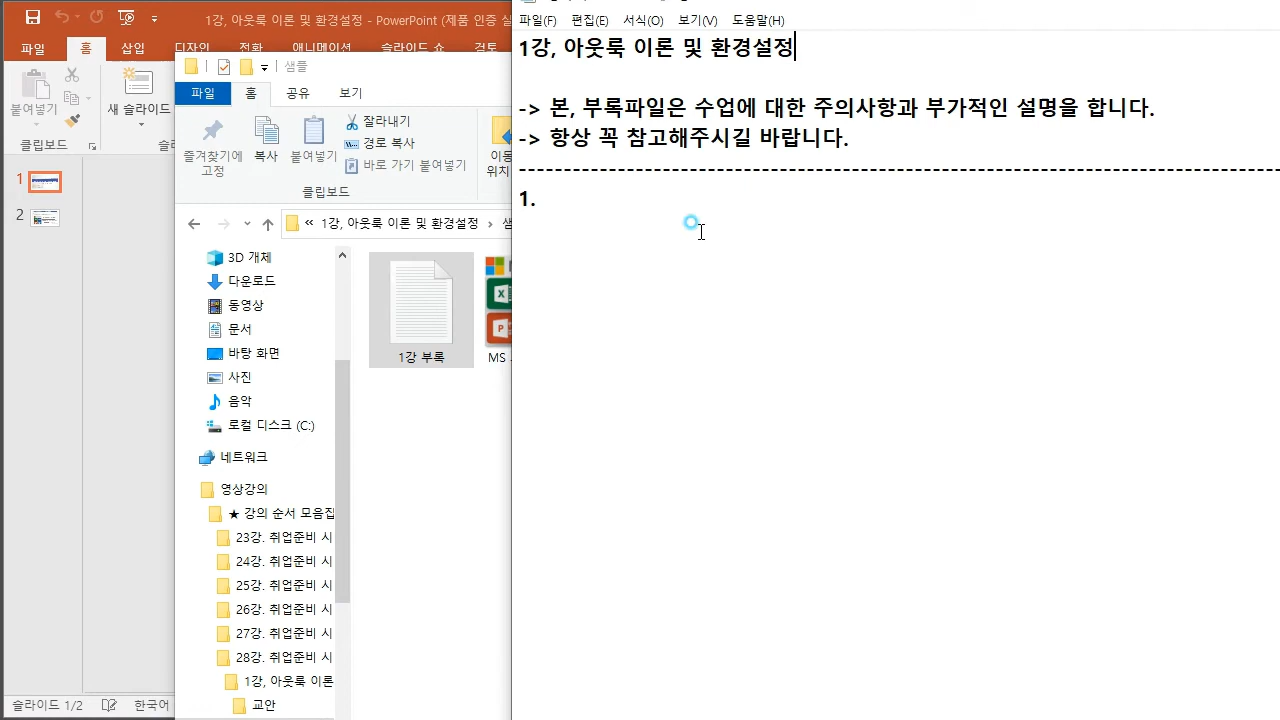 1강, 아웃룩 이론 및 환경설정 - PowerPoint (제품 인증 실
파일
홈
삽입
디자인
전환
애니메이션
슬라이드 쇼
검토
붙여넣기
새 슬라이드
클립보드
슬라
1
2
슬라이드 1/2
한국어
샘플
파일
홈
공유
보기
즐겨찾기에
고정
복사
붙여넣기
잘라내기
경로 복사
바로 가기 붙여넣기
이동
위치
클립보드
« 1강, 아웃룩 이론 및 환경설정 ›
3D 개체
다운로드
동영상
문서
바탕 화면
사진
음악
로컬 디스크 (C:)
네트워크
영상강의
★ 강의 순서 모음집
23강. 취업준비 시
24강. 취업준비 시
25강. 취업준비 시
26강. 취업준비 시
27강. 취업준비 시
28강. 취업준비 시
1강, 아웃룩 이론
교안
1강 부록
MS
파일(F)
편집(E)
서식(O)
보기(V)
도움말(H)
1강, 아웃룩 이론 및 환경설정
-> 본, 부록파일은 수업에 대한 주의사항과 부가적인 설명을 합니다.
-> 항상 꼭 참고해주시길 바랍니다.
1.